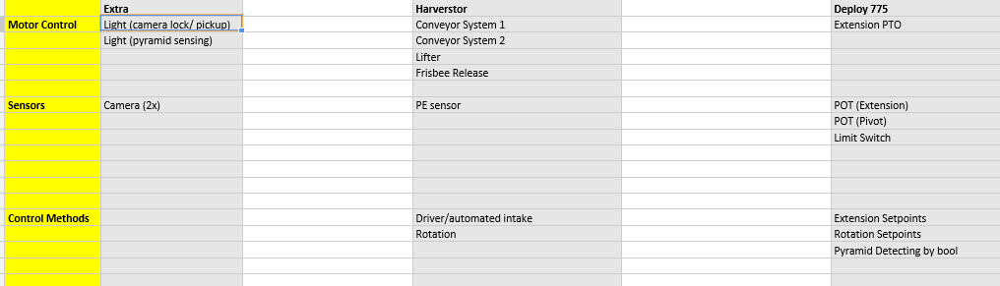 Extra Harverstor Deploy 775
Motor Control Light (camera lock/ pickup) Conveyor System 1 Extension PTO
Light (pyramid sensing) Conveyor System 2
Lifter
Frisbee Release
Sensors Camera (2x) PE sensor POT (Extension)
POT (Pivot)
Limit Switch
Control Methods Driver/automated intake Extension Setpoints
Rotation Rotation Setpoints
Pyramid Detecting by bool